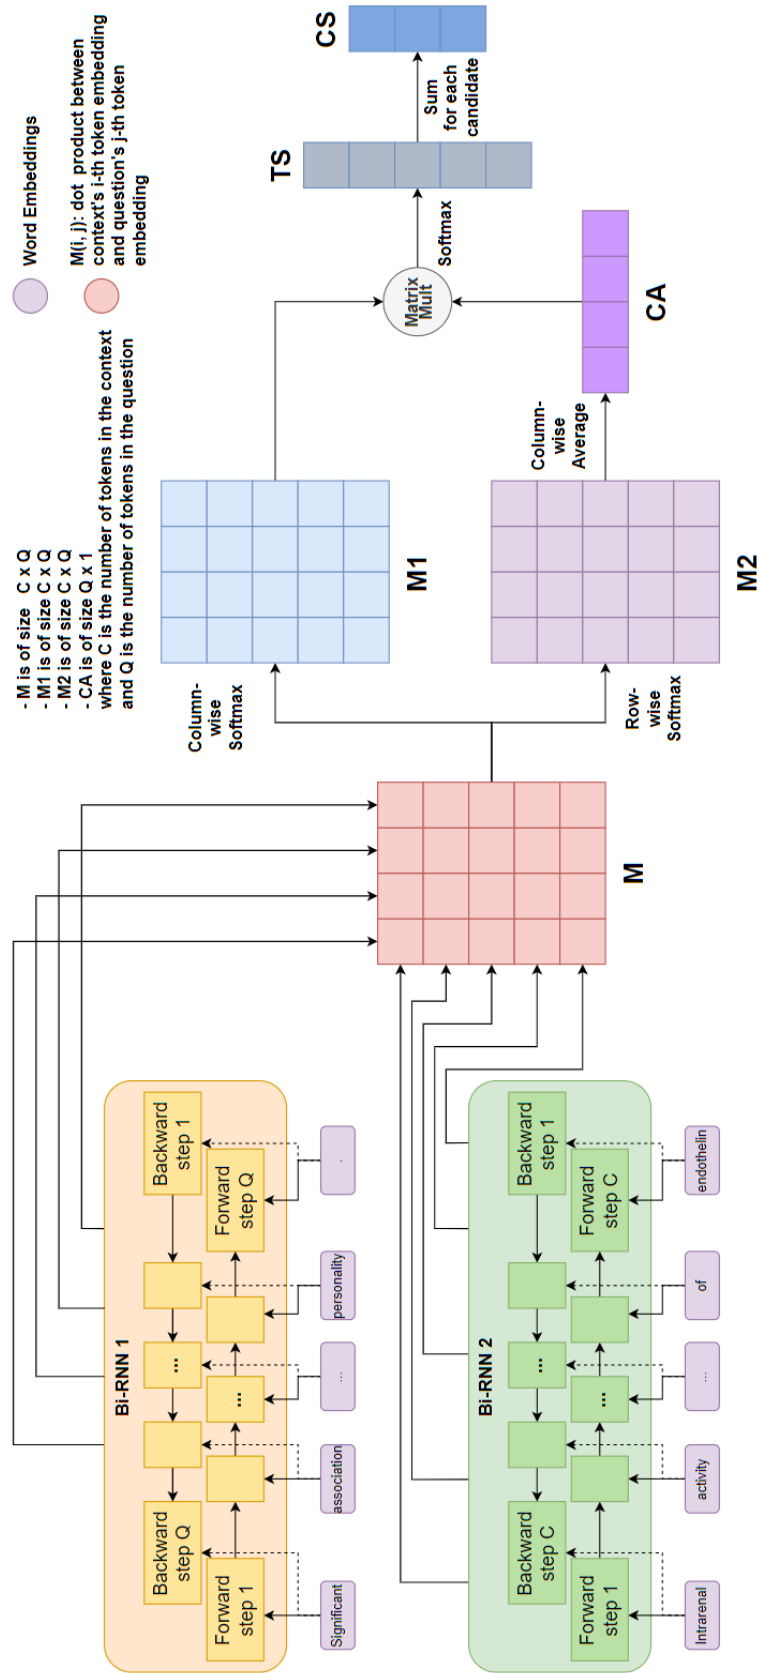 - M is of size C x Q
- M1 is of size C x Q
- M2 is of size C x Q
- CA is of size Q x 1
where C is the number of tokens in the context
and Q is the number of tokens in the question
Word Embeddings
M(i, j): dot product between
context's i-th token embedding
and question's j-th token
embedding
Bi-RNN 1
Backward
step Q
...
Backward
step 1
Forward
step 1
...
Forward
step Q
Significant
association
...
personality
.
Bi-RNN 2
Backward
step C
...
Backward
step 1
Forward
step 1
...
Forward
step C
Intrarenal
activity
...
of
endothelin
M
Column-
wise
Softmax
Row-
wise
Softmax
M1
M2
Column-
wise
Average
CA
Matrix
Mult
Softmax
TS
Sum
for each
candidate
CS